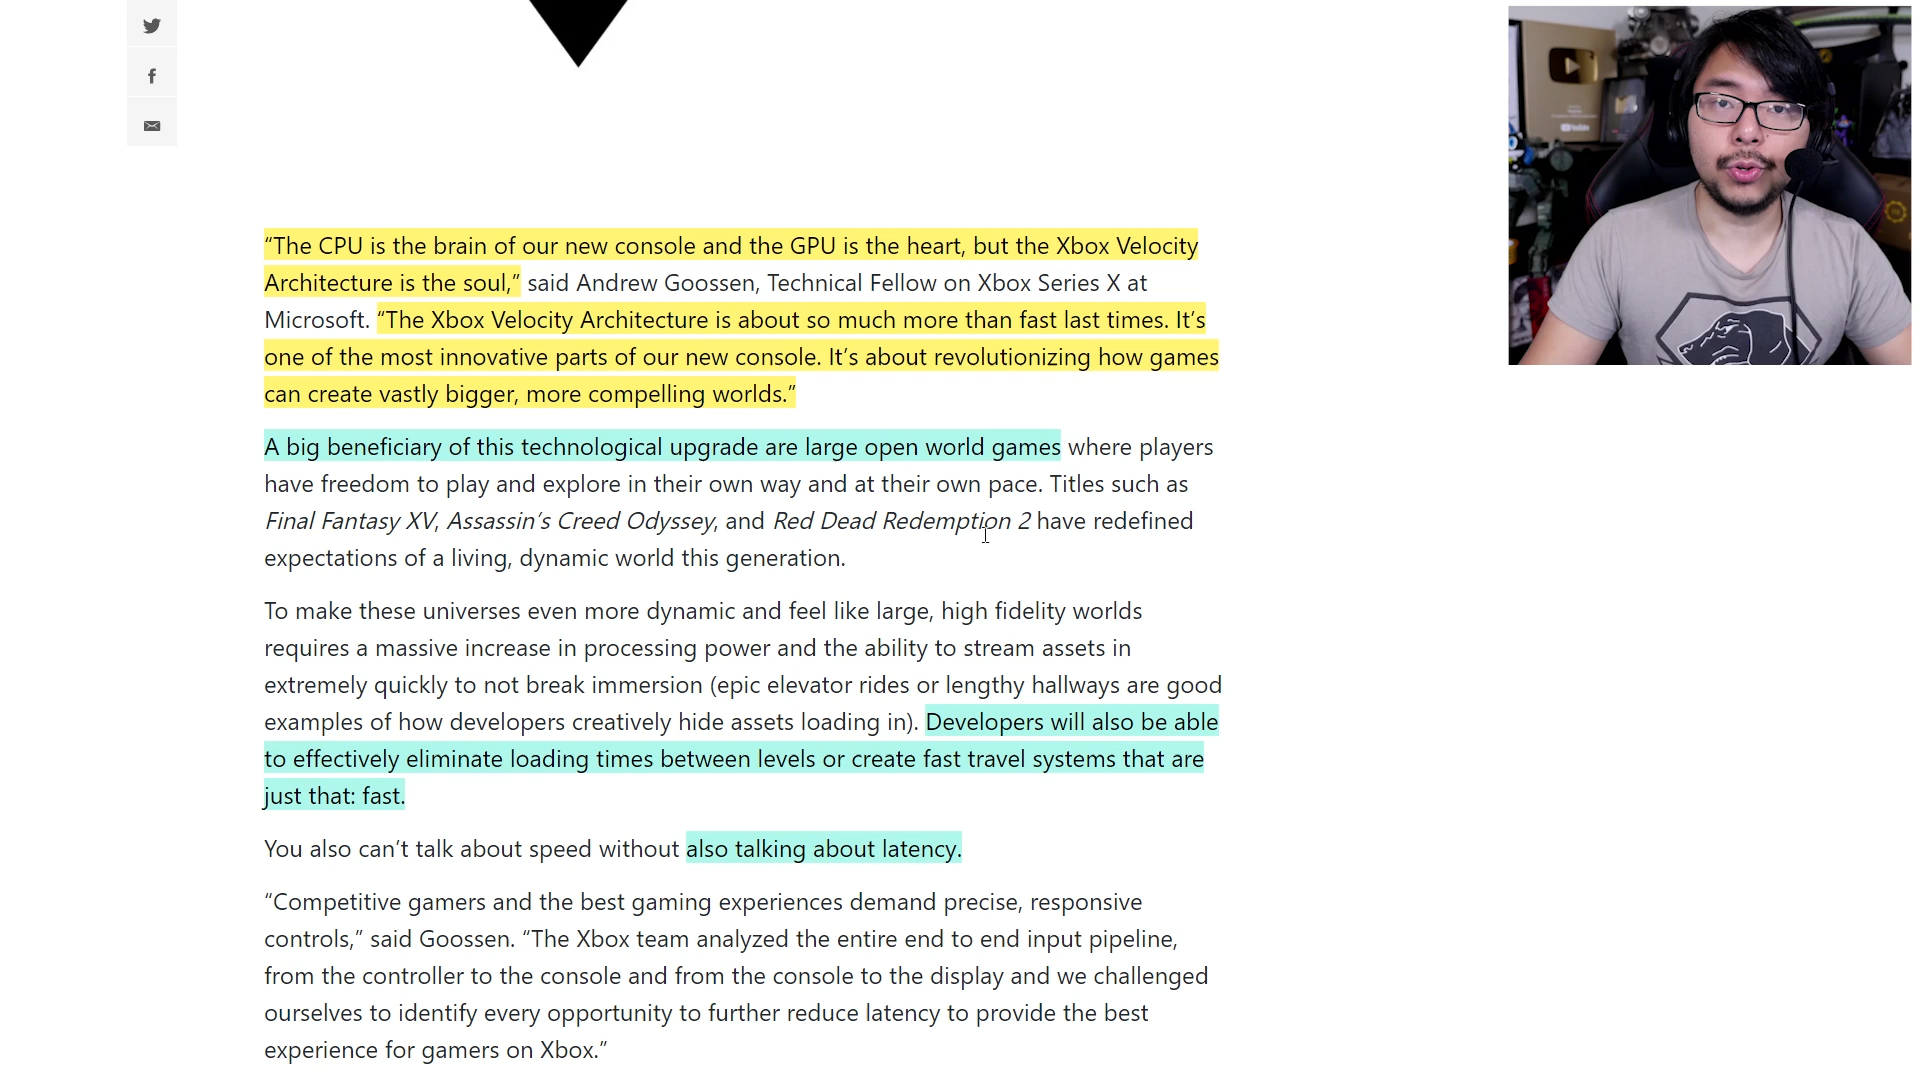 “The CPU is the brain of our new console and the GPU is the heart, but the Xbox Velocity
Architecture is the soul,” said Andrew Goossen, Technical Fellow on Xbox Series X at
Microsoft. “The Xbox Velocity Architecture is about so much more than fast last times. It’s
one of the most innovative parts of our new console. It’s about revolutionizing how games
can create vastly bigger, more compelling worlds.”
A big beneficiary of this technological upgrade are large open world games where players
have freedom to play and explore in their own way and at their own pace. Titles such as
Final Fantasy XV, Assassin’s Creed Odyssey, and Red Dead Redemption 2 have redefined
expectations of a living, dynamic world this generation.
To make these universes even more dynamic and feel like large, high fidelity worlds
requires a massive increase in processing power and the ability to stream assets in
extremely quickly to not break immersion (epic elevator rides or lengthy hallways are good
examples of how developers creatively hide assets loading in). Developers will also be able
to effectively eliminate loading times between levels or create fast travel systems that are
just that: fast.
You also can’t talk about speed without also talking about latency.
“Competitive gamers and the best gaming experiences demand precise, responsive
controls,” said Goossen. “The Xbox team analyzed the entire end to end input pipeline,
from the controller to the console and from the console to the display and we challenged
ourselves to identify every opportunity to further reduce latency to provide the best
experience for gamers on Xbox.”